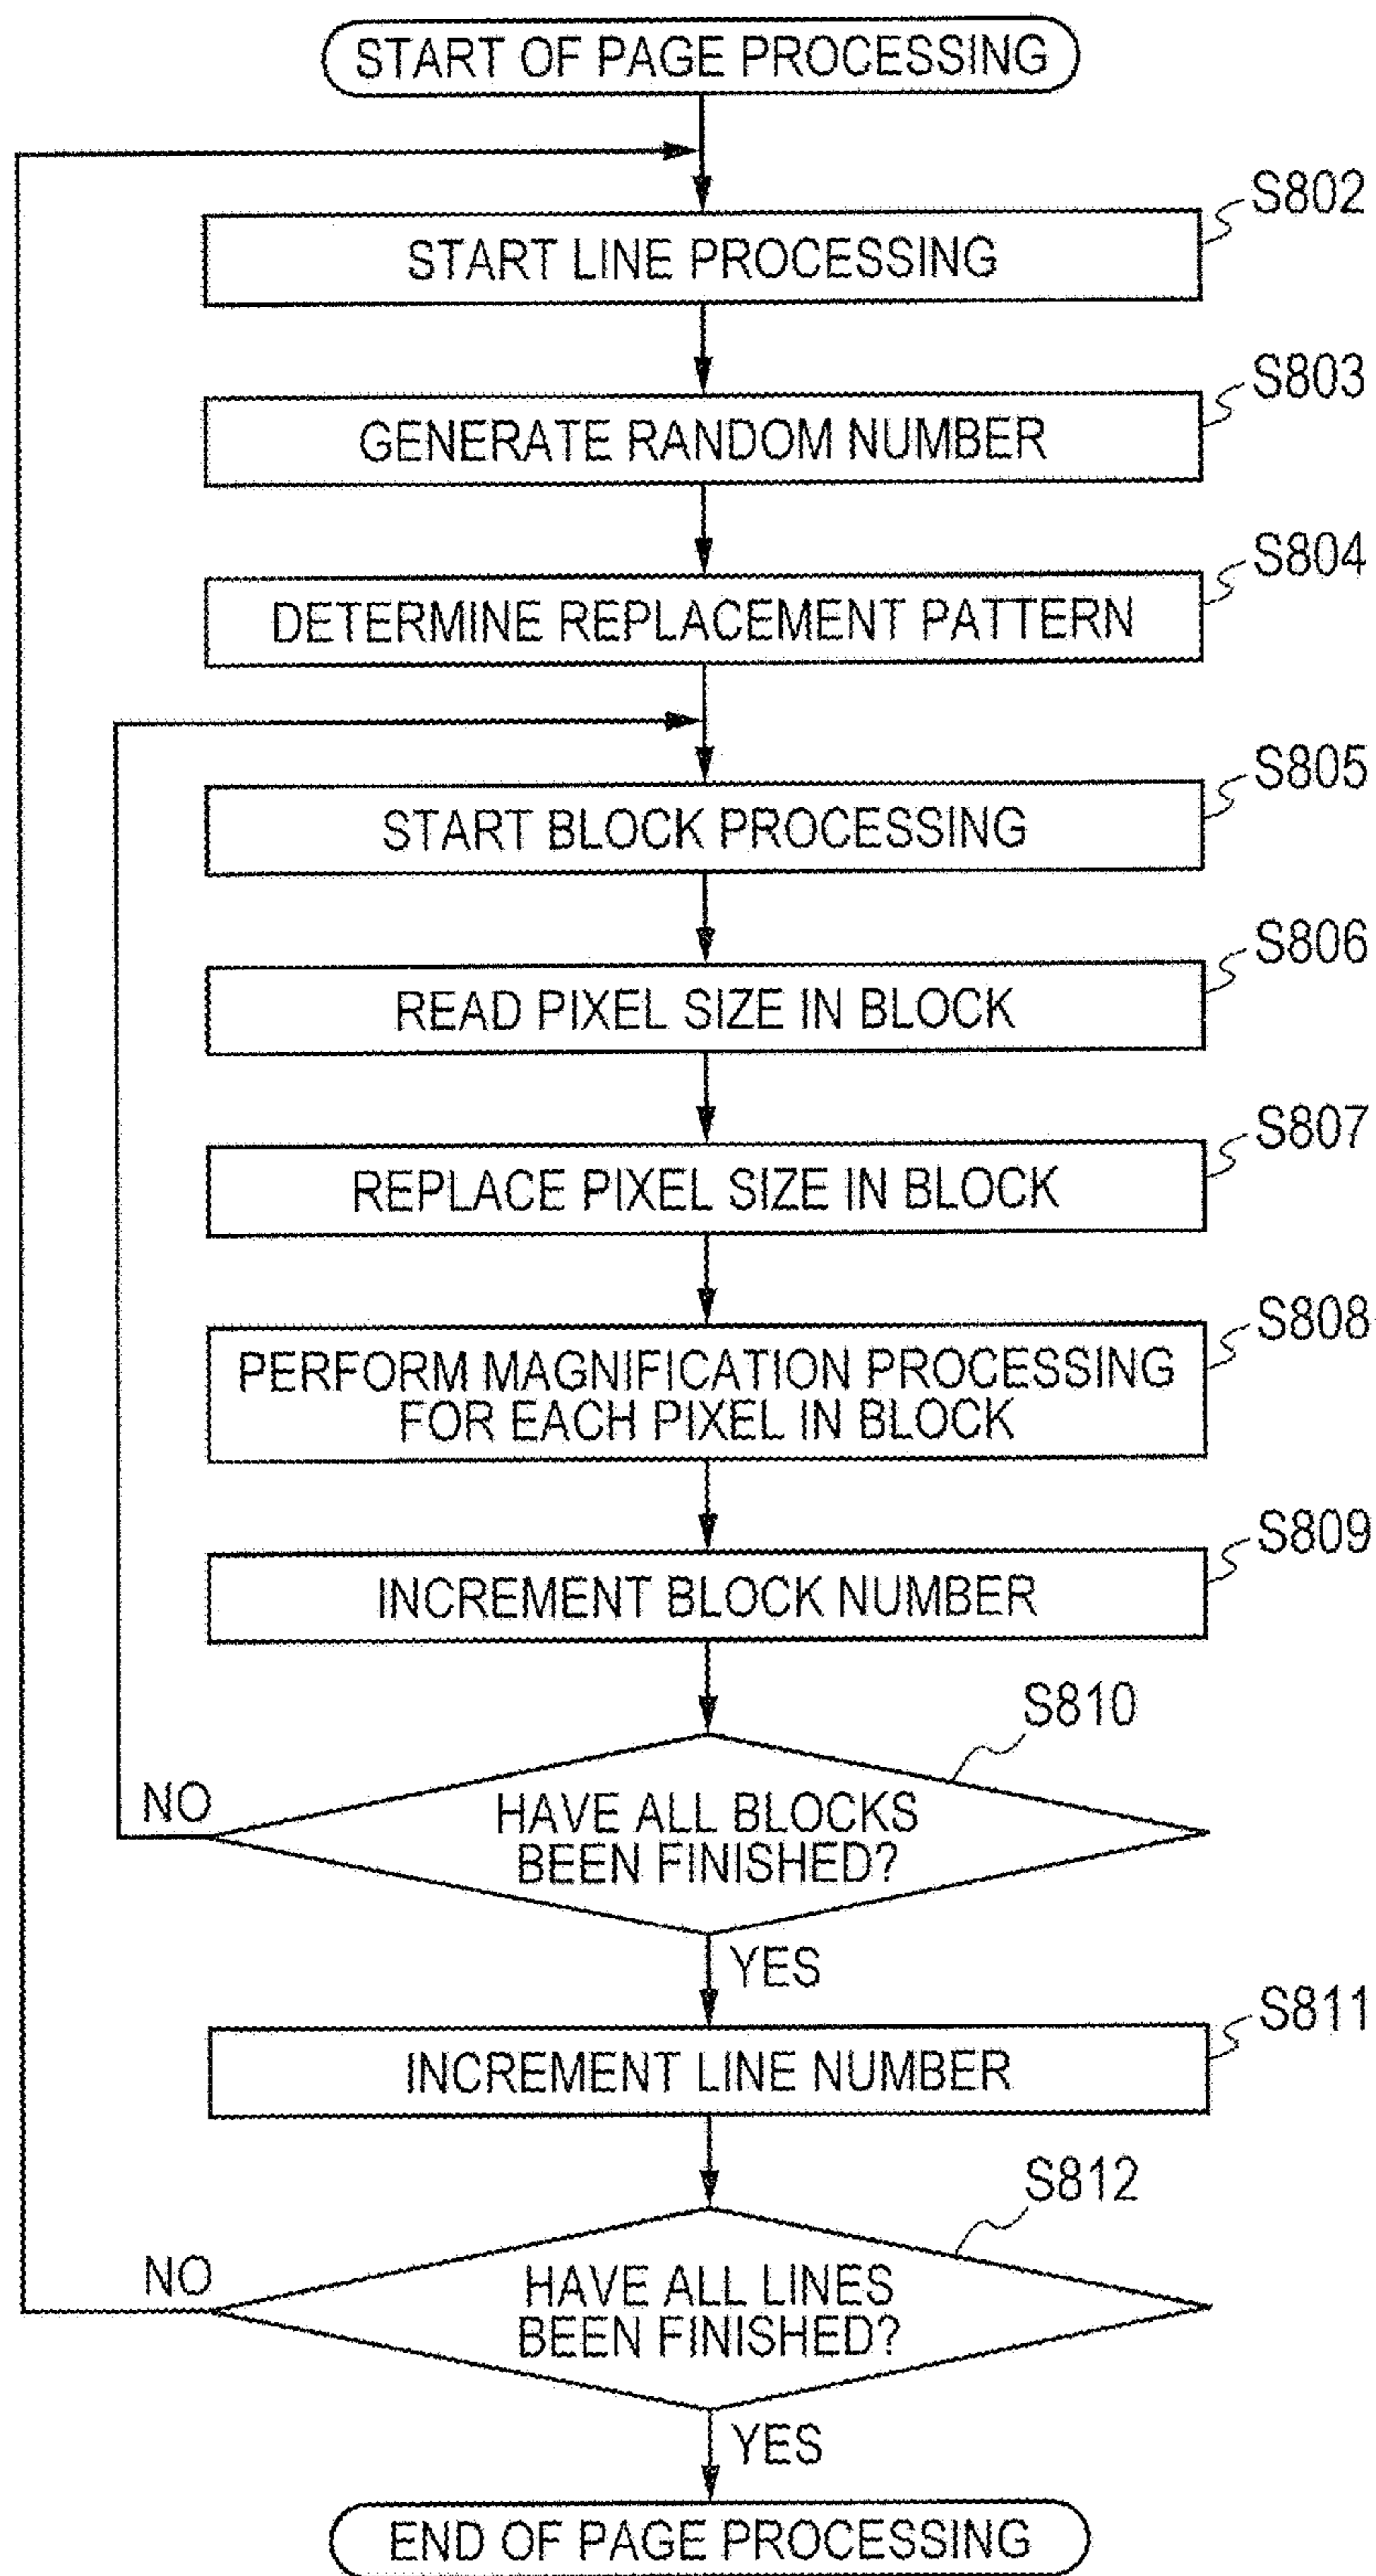 START OF PAGE PROCESSING
S802
START LINE PROCESSING
S803
GENERATE RANDOM NUMBER
S804
DETERMINE REPLACEMENT PATTERN
S805
START BLOCK PROCESSING
S806
READ PIXEL SIZE IN BLOCK
S807
REPLACE PIXEL SIZE IN BLOCK
S808
PERFORM MAGNIFICATION PROCESSING
FOR EACH PIXEL IN BLOCK
S809
INCREMENT BLOCK NUMBER
S810
NO
HAVE ALL BLOCKS
BEEN FINISHED?
YES
S811
INCREMENT LINE NUMBER
S812
NO
HAVE ALL LINES
BEEN FINISHED?
YES
END OF PAGE PROCESSING